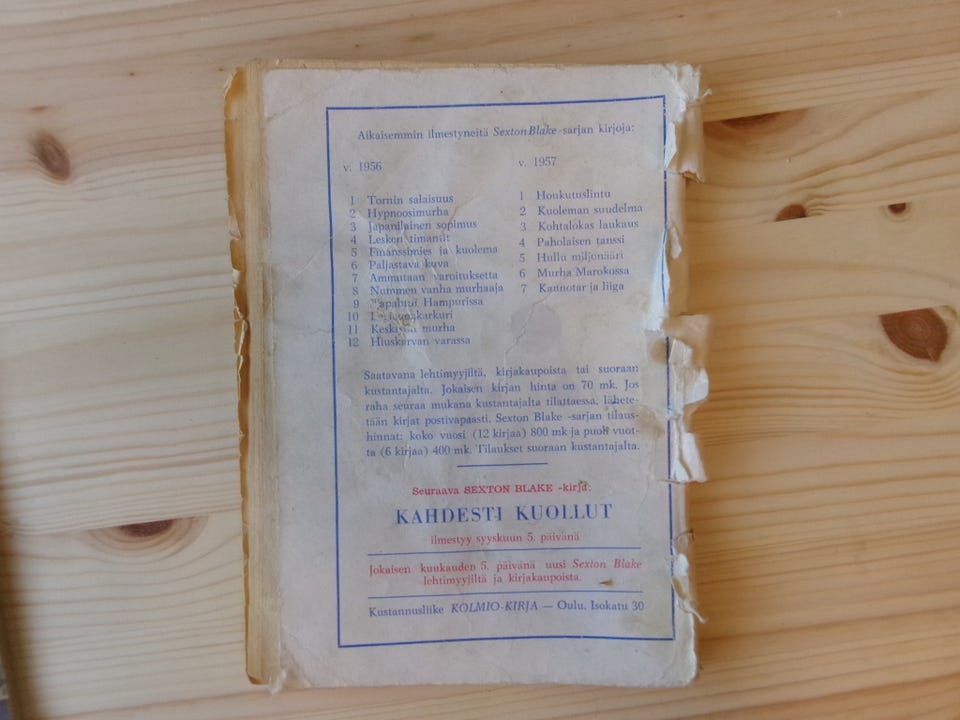 Aikaisemmin ilmestyneitä Sexton Blake -sarjan kirjoja:
v. 1956
1 Tornin salaisuus
2 Hypnoosimurha
3 Japanilainen sopimus
4 Lesken timantit
5 Finanssimies ja kuolema
6 Paljastava kuva
7 Ammutaan varoituksetta
8 Nummen vanha murhaaja
9 Tapahtui Hampurissa
10
11 Keskiyön murha
12 Hiuskarvan varassa
v. 1957
1 Houkutuslintu
2 Kuoleman suudelma
3 Kohtalokas laukaus
4 Paholaisen tanssi
5 Hullu miljonääri
6 Murha Marokossa
7 Kaunotar ja liiga
Saatavana lehtimyyjiltä, kirjakaupoista tai suoraan
kustantajalta. Jokaisen kirjan hinta on 70 mk. Jos
raha seuraa mukana kustantajalta tilattaessa, lähete-
tään kirjat postivapaasti. Sexton Blake -sarjan tilaus-
hinnat: koko vuosi (12 kirjaa) 800 mk ja puoli vuot-
ta (6 kirjaa) 400 mk. Tilaukset suoraan kustantajalta.
Seuraava SEXTON BLAKE -kirja:
KAHDESTI KUOLLUT
ilmestyy syyskuun 5. päivänä
Jokaisen kuukauden 5. päivänä uusi Sexton Blake
lehtimyyjiltä ja kirjakaupoista.
Kustannusliike KOLMIO-KIRJA — Oulu, Isokatu 30